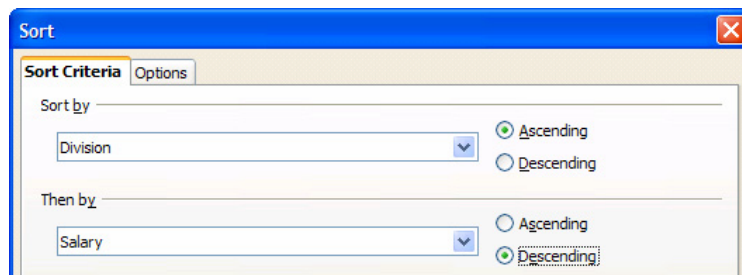 Sort
Sort Criteria Options
Sort by
Division
Ascending
Descending
Then by
Salary
Ascending
Descending